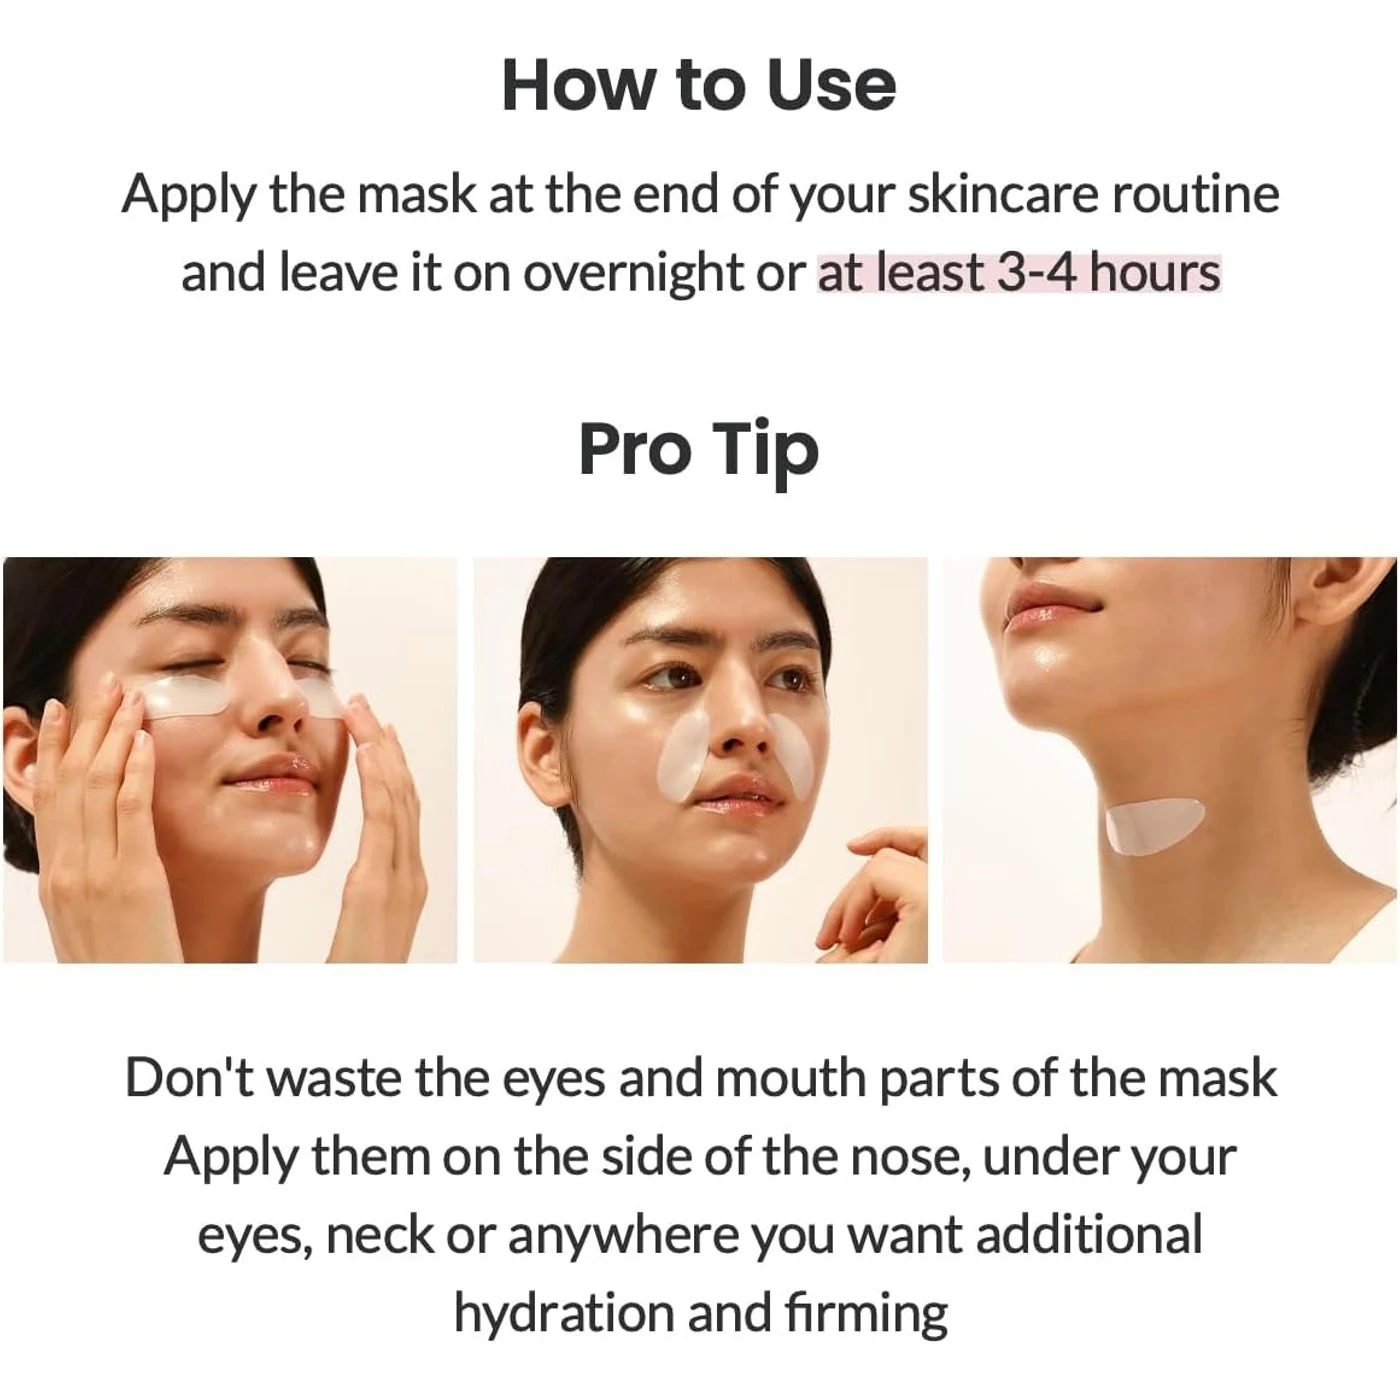 How to Use
Apply the mask at the end of your skincare routine
and leave it on overnight or at least 3-4 hours
Pro Tip
Don't waste the eyes and mouth parts of the mask
Apply them on the side of the nose, under your
eyes, neck or anywhere you want additional
hydration and firming